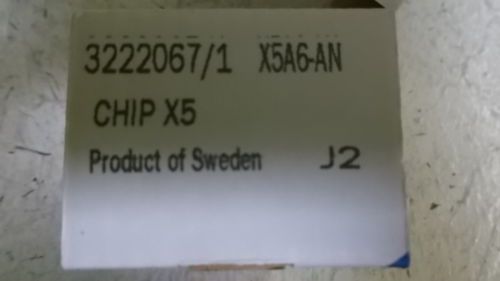 3222067/1 X5A6-AN
CHIP X5
Product of Sweden J2